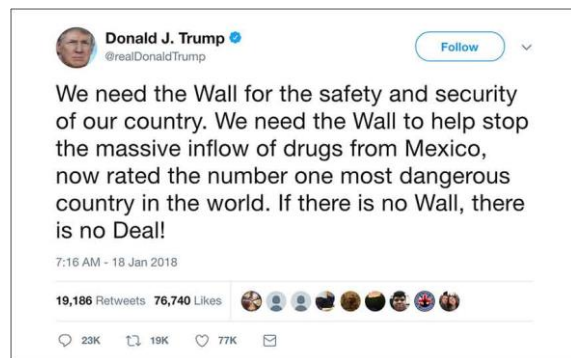 Donald J. Trump
@realDonaldTrump
Follow
We need the Wall for the safety and security
of our country. We need the Wall to help stop
the massive inflow of drugs from Mexico,
now rated the number one most dangerous
country in the world. If there is no Wall, there
is no Deal!
7:16 AM - 18 Jan 2018
19,186 Retweets 76,740 Likes
23K 19K 77K